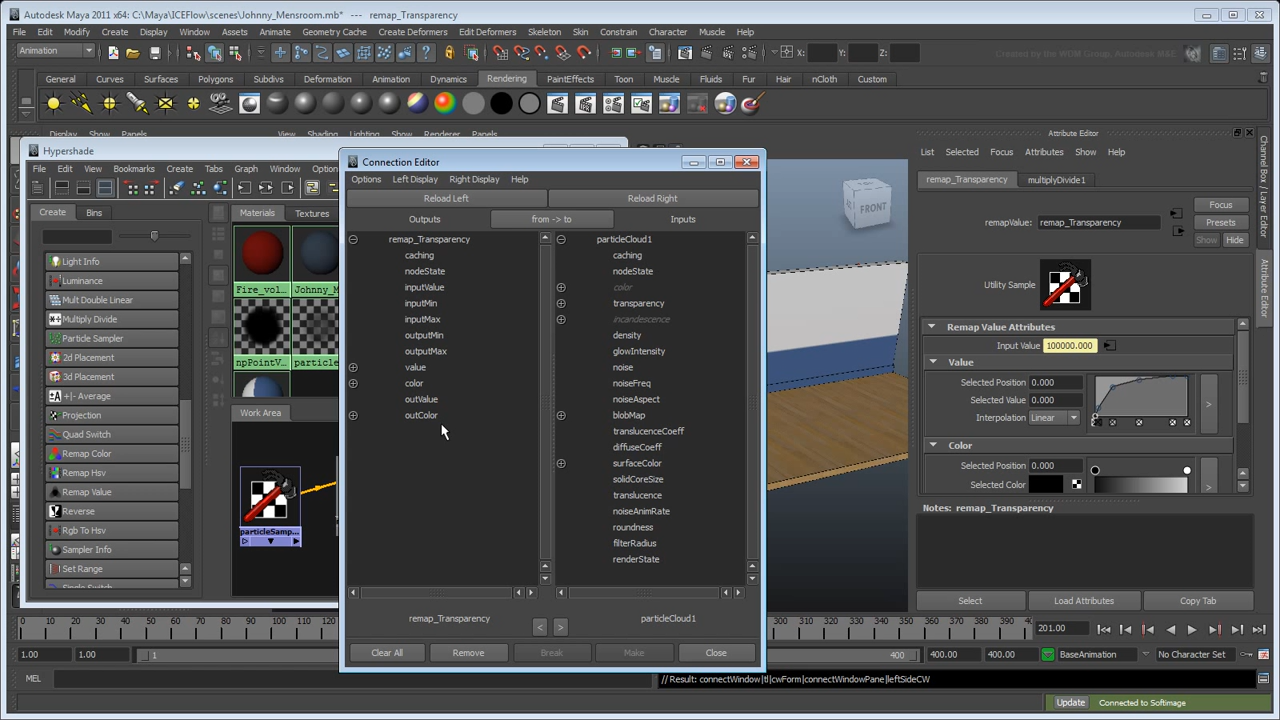 Autodesk Maya 2011 x64: C:\Maya\ICEFlow\scenes\Johnny_Mensroom.mb* --- remap_Transparency
File Edit Modify Create Display Window Assets Animate Geometry Cache Create Deformers Edit Deformers Skeleton Skin Constrain Character Muscle Help
Animation
General Curves Surfaces Polygons Subdivs Deformation Animation Dynamics Rendering PaintEffects Toon Muscle Fluids Fur Hair nCloth Custom
Display Show Panels
Hypershade
File Edit View Bookmarks Create Tabs Graph Window
Create Bins
Materials Textures
Light Info
Luminance
Mult Double Linear
Multiply Divide
Particle Sampler
2d Placement
3d Placement
+/- Average
Projection
Quad Switch
Remap Color
Remap Hsv
Remap Value
Reverse
Rgb To Hsv
Sampler Info
Set Range
Single Switch
Work Area
particleSamp...
Connection Editor
Options Left Display Right Display Help
Reload Left Reload Right
Outputs from -> to Inputs
remap_Transparency
caching
nodeState
inputValue
inputMin
inputMax
outputMin
outputMax
value
color
outValue
outColor
particleCloud1
caching
nodeState
color
transparency
incandescence
density
glowIntensity
noise
noiseFreq
noiseAspect
blobMap
translucenceCoeff
diffuseCoeff
surfaceColor
solidCoreSize
translucence
noiseAnimRate
roundness
filterRadius
renderState
remap_Transparency < > particleCloud1
Clear All Remove Break Make Close
FRONT
Attribute Editor
List Selected Focus Attributes Show Help
remap_Transparency multiplyDivide1
remapValue: remap_Transparency
Focus
Presets
Show Hide
Utility Sample
Remap Value Attributes
Input Value 100000.000
Value
Selected Position 0.000
Selected Value 0.000
Interpolation Linear
Color
Selected Position 0.000
Selected Color
Notes: remap_Transparency
Select Load Attributes Copy Tab
Channel Box / Layer Editor
Attribute Editor
201.00
1.00 1.00 1 400 400.00 400.00 BaseAnimation No Character Set
MEL // Result: connectWindow|tl|cwForm|connectWindowPane|leftSideCW
Update Connected to Softimage